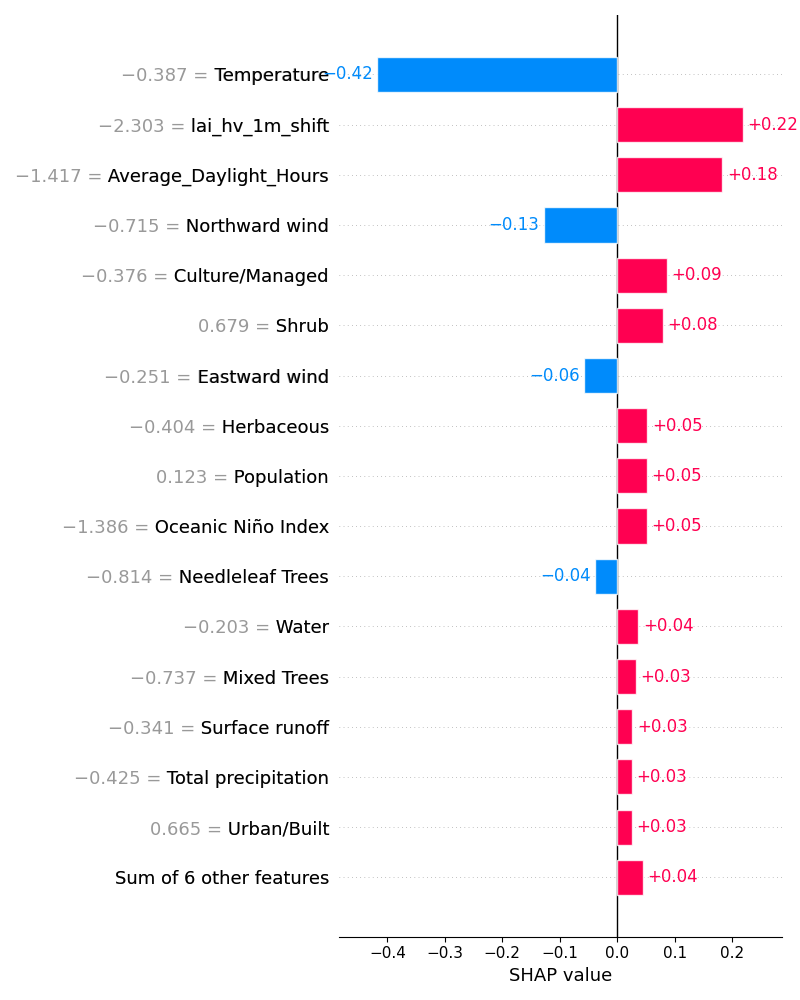 −0.387 = Temperature −0.42
−2.303 = lai_hv_1m_shift +0.22
−1.417 = Average_Daylight_Hours +0.18
−0.715 = Northward wind −0.13
−0.376 = Culture/Managed +0.09
0.679 = Shrub +0.08
−0.251 = Eastward wind −0.06
−0.404 = Herbaceous +0.05
0.123 = Population +0.05
−1.386 = Oceanic Niño Index +0.05
−0.814 = Needleleaf Trees −0.04
−0.203 = Water +0.04
−0.737 = Mixed Trees +0.03
−0.341 = Surface runoff +0.03
−0.425 = Total precipitation +0.03
0.665 = Urban/Built +0.03
Sum of 6 other features +0.04
−0.4 −0.3 −0.2 −0.1 0.0 0.1 0.2
SHAP value